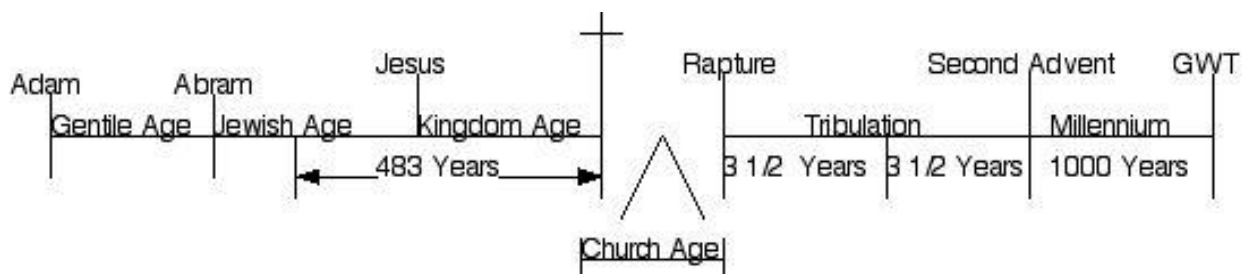 Adam
Abram
Jesus
Rapture
Second Advent
GWT
Gentile Age
Jewish Age
Kingdom Age
Tribulation
Millennium
483 Years
3 1/2 Years
3 1/2 Years
1000 Years
Church Age